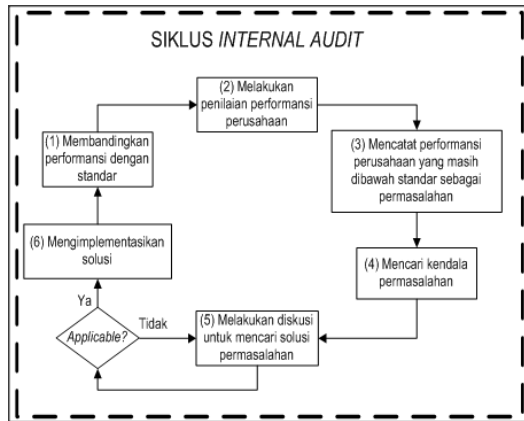 SIKLUS INTERNAL AUDIT
(2) Melakukan
penilaian performansi
perusahaan
(1) Membandingkan
performansi dengan
standar
(3) Mencatat performansi
perusahaan yang masih
dibawah standar sebagai
permasalahan
(6) Mengimplementasikan
solusi
(4) Mencari kendala
permasalahan
Ya
Applicable?
Tidak
(5) Melakukan diskusi
untuk mencari solusi
permasalahan